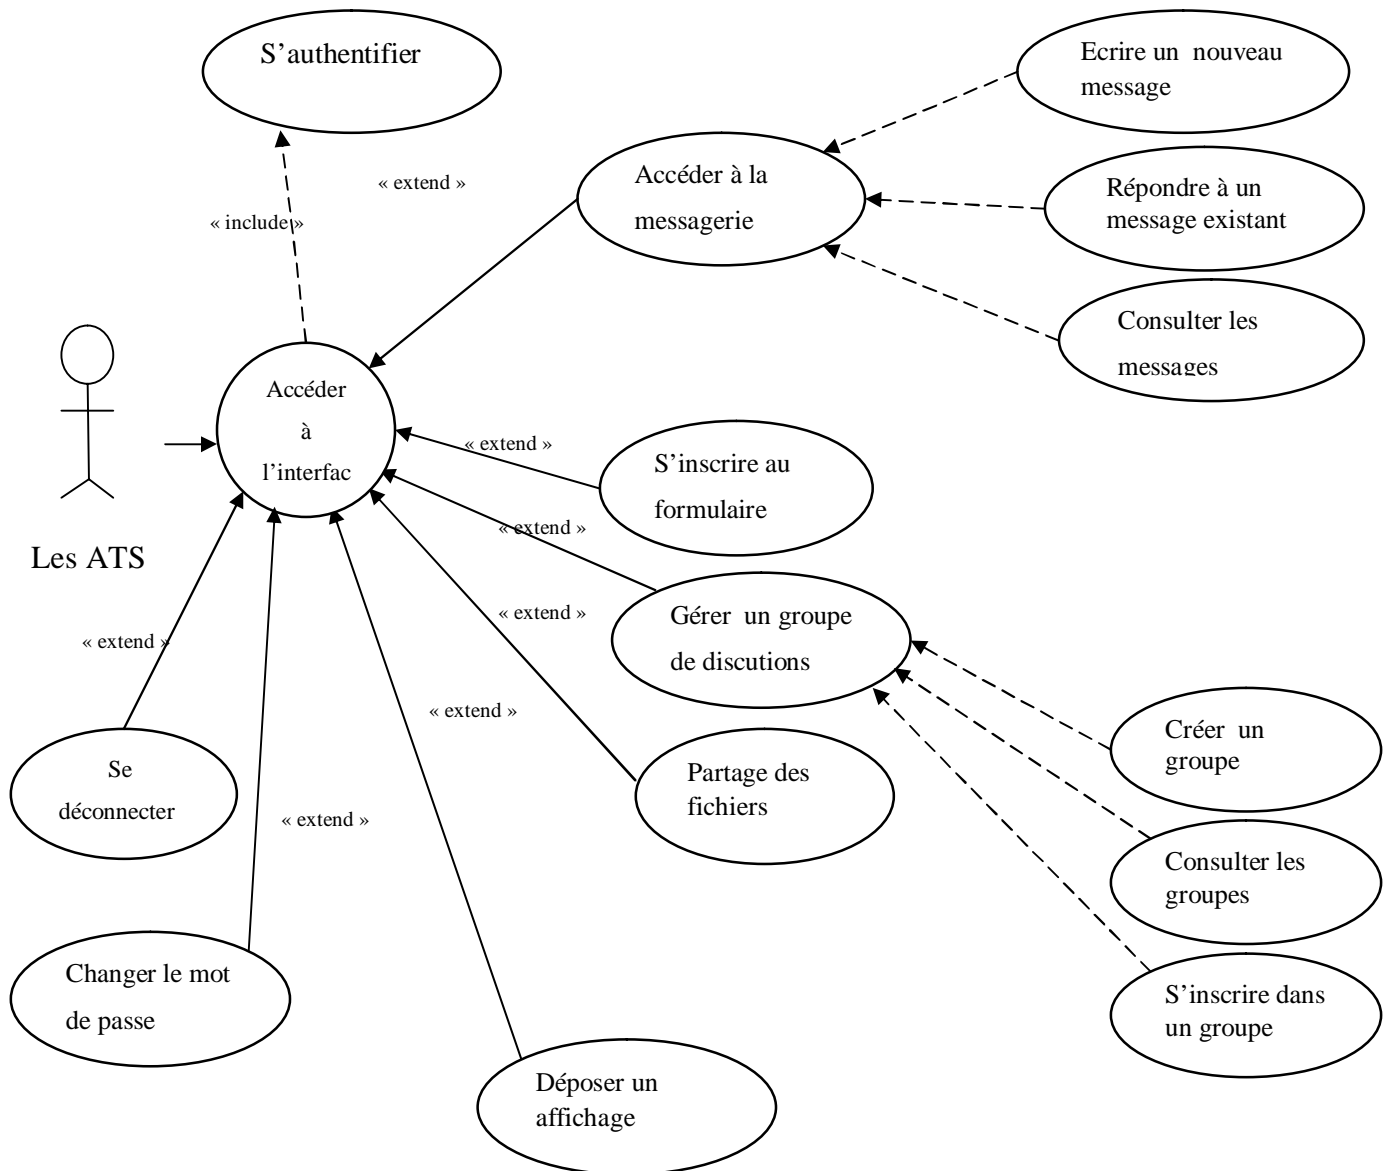 S’authentifier
Ecrire un nouveau
message
« extend »
Accéder à la
messagerie
Répondre à un
message existant
« include »
Consulter les
messages
Accéder
à
l’interfac
« extend »
S’inscrire au
formulaire
« extend »
Les ATS
« extend »
Gérer un groupe
de discutions
« extend »
« extend »
Créer un
groupe
Se
déconnecter
Partage des
fichiers
« extend »
Consulter les
groupes
Changer le mot
de passe
S’inscrire dans
un groupe
Déposer un
affichage